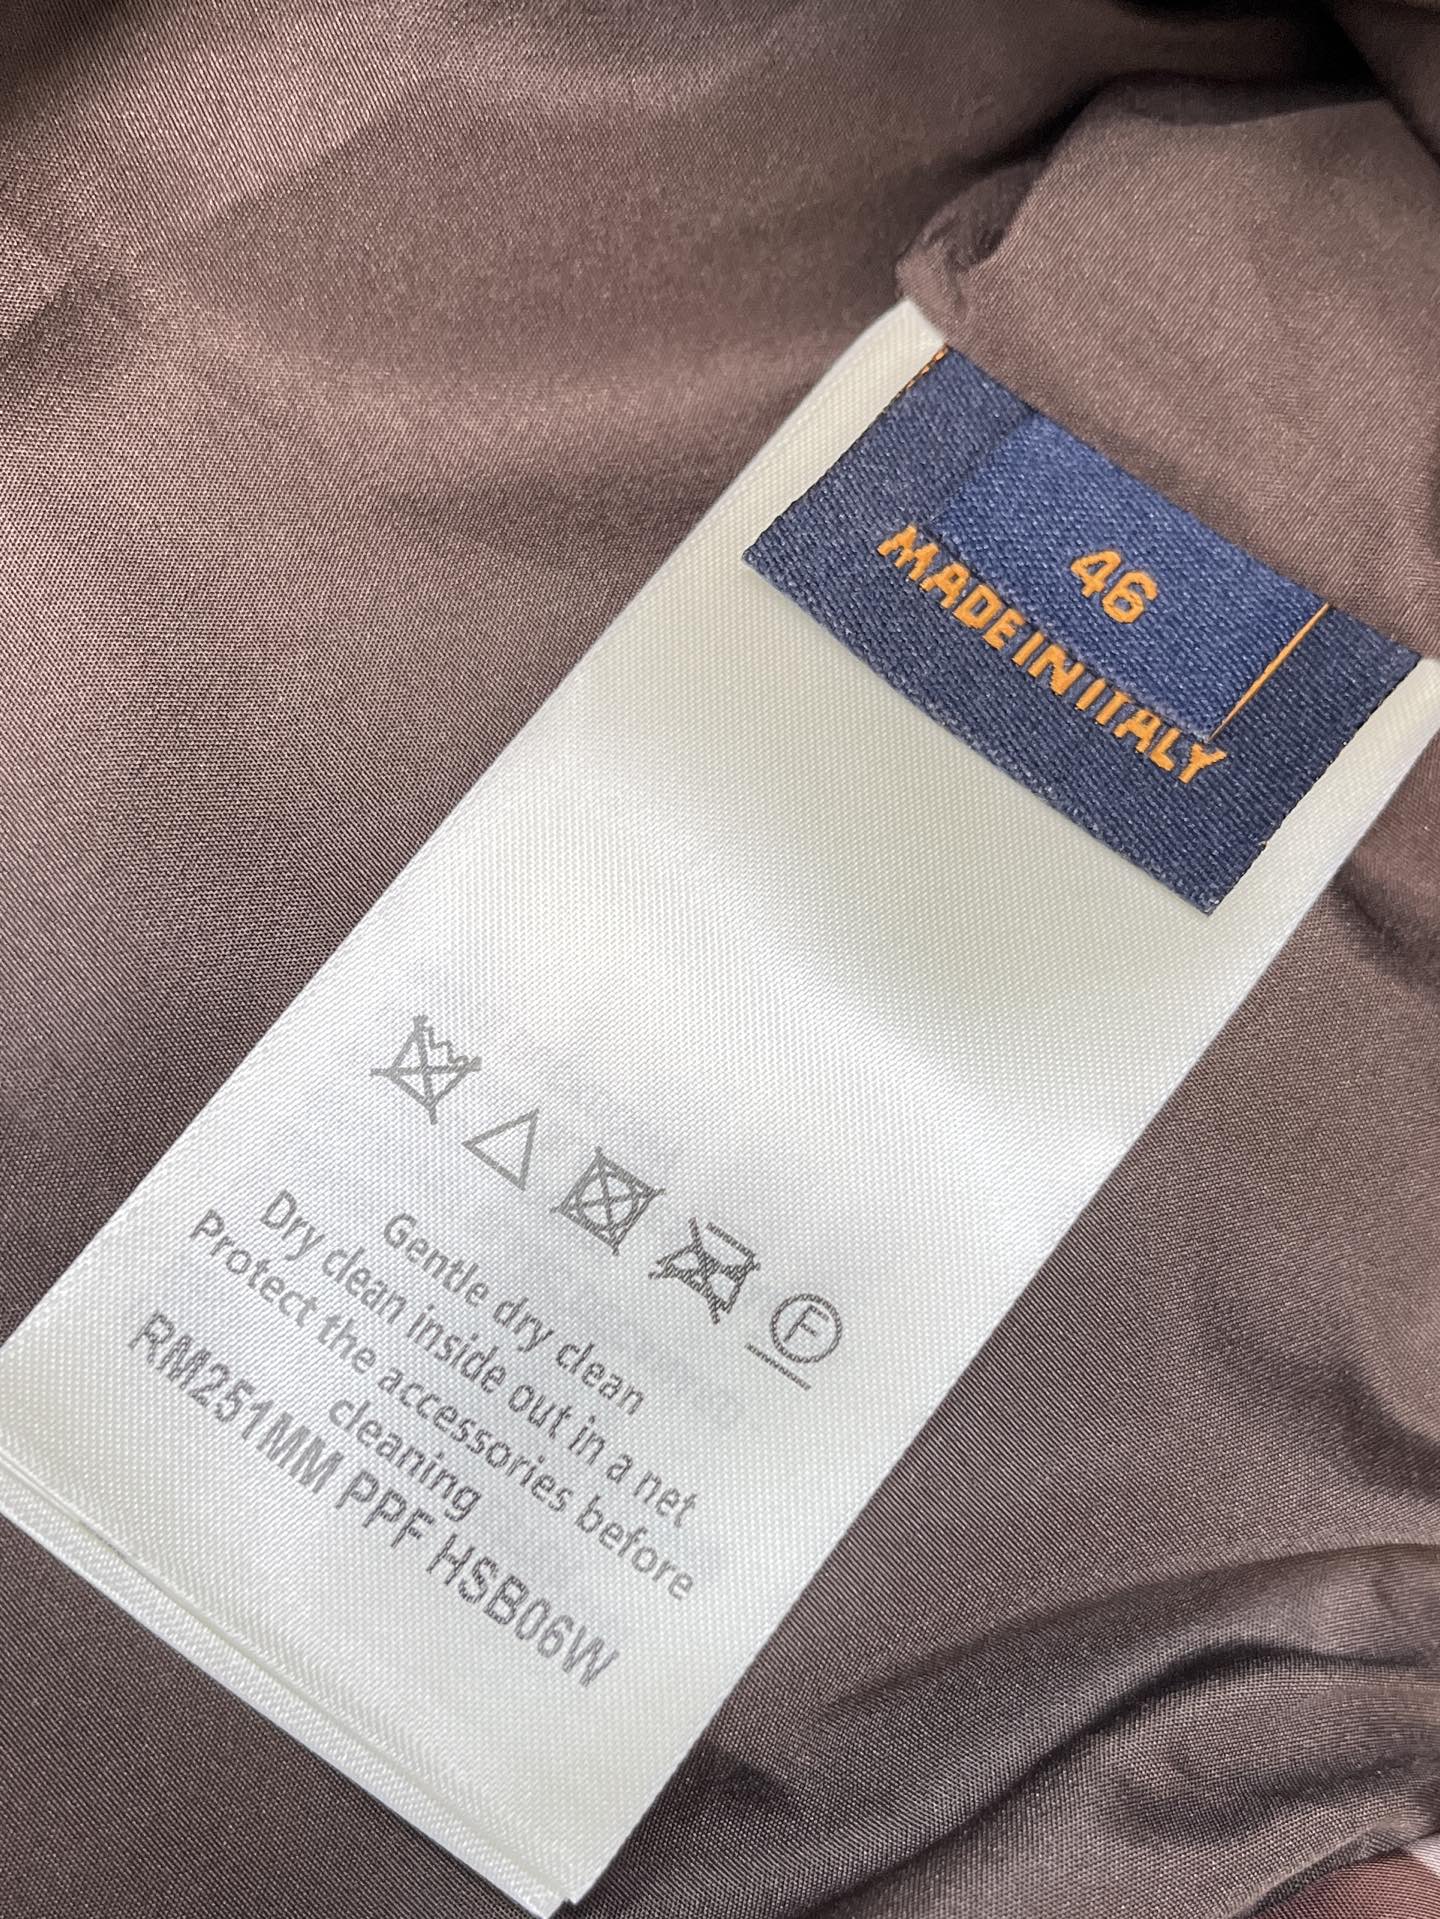 46
MADE IN ITALY
F
Gentle dry clean
Dry clean inside out in a net
Protect the accessories before
cleaning
RM251MM PPF HSB06W